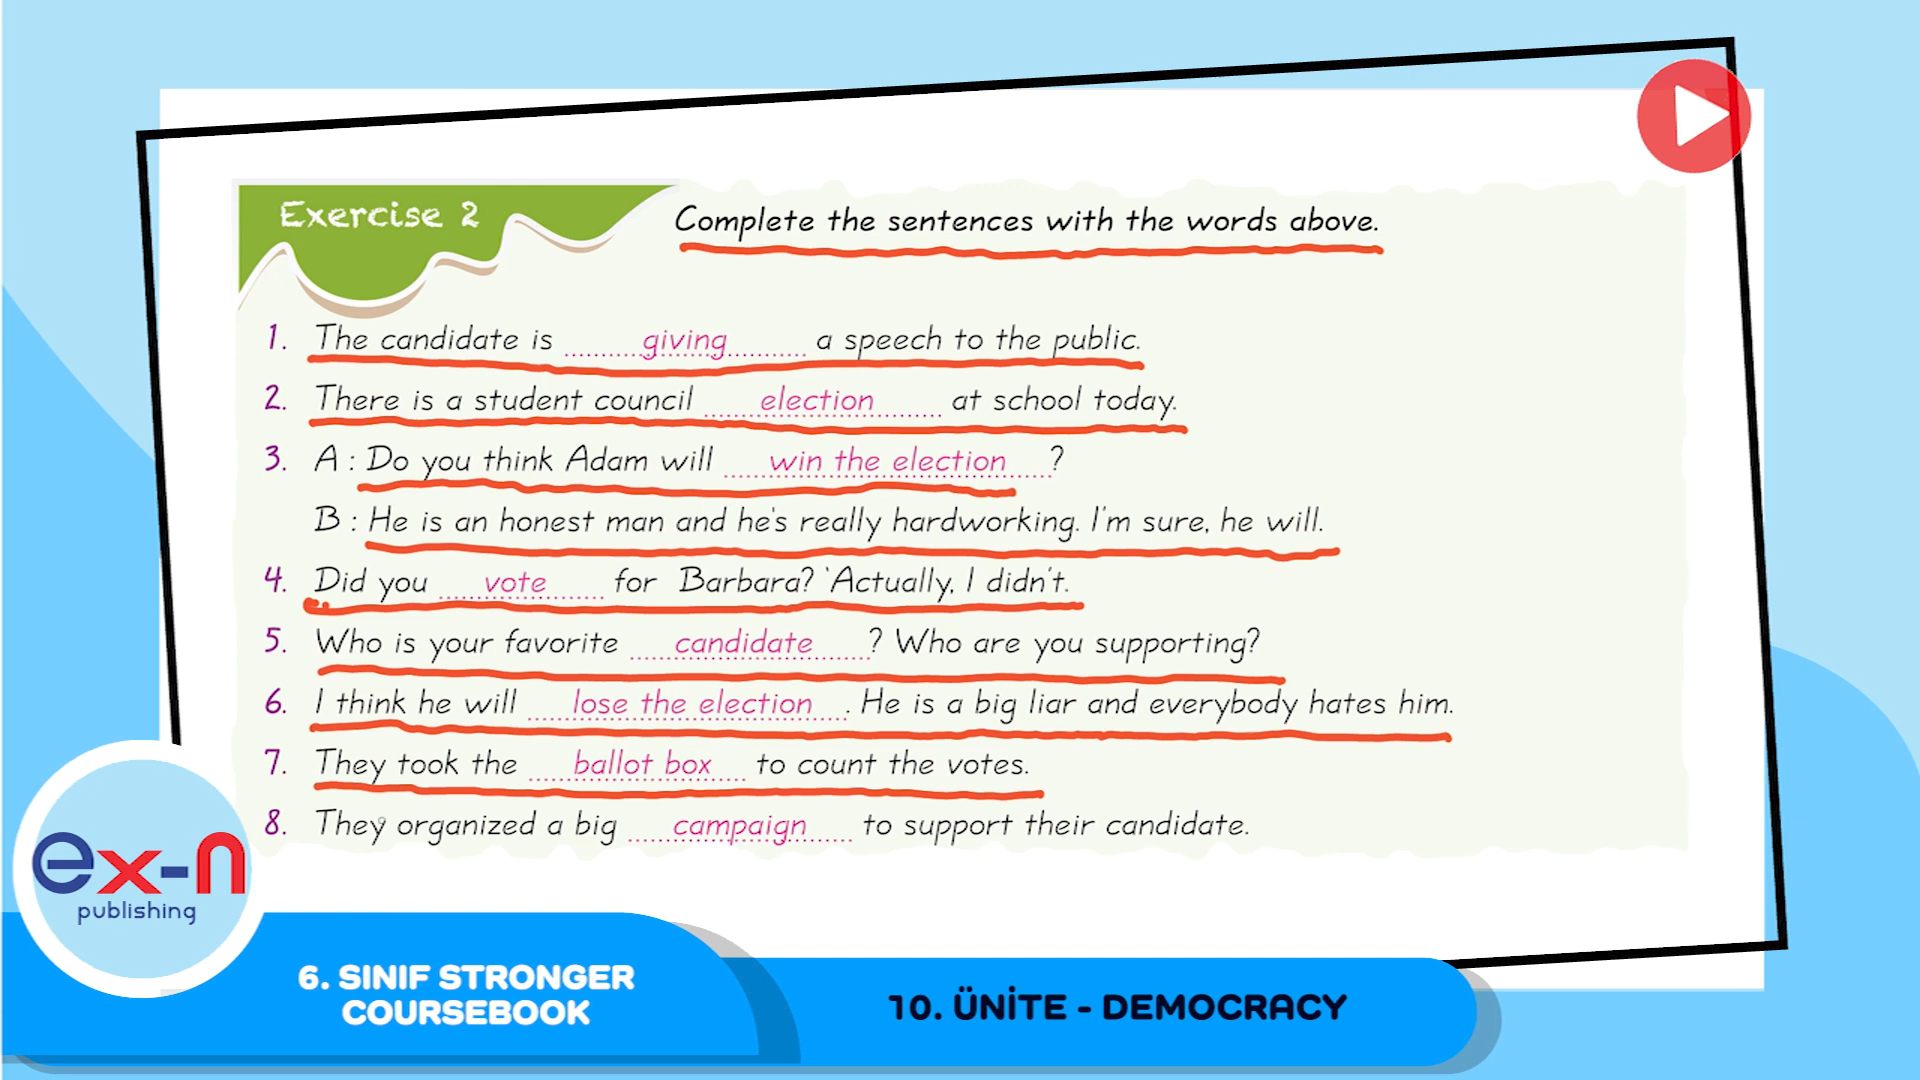 Exercise 2
Complete the sentences with the words above.
1. The candidate is ........ giving ........ a speech to the public.
2. There is a student council ........ election ........ at school today.
3. A : Do you think Adam will ........ win the election ........ ?
B : He is an honest man and he's really hardworking. I'm sure, he will.
4. Did you ........ vote ........ for Barbara? 'Actually, I didn't.
5. Who is your favorite ........ candidate ........ ? Who are you supporting?
6. I think he will ........ lose the election ........ . He is a big liar and everybody hates him.
7. They took the ........ ballot box ........ to count the votes.
8. They organized a big ........ campaign ........ to support their candidate.
ex-n
publishing
6. SINIF STRONGER
COURSEBOOK
10. ÜNİTE - DEMOCRACY